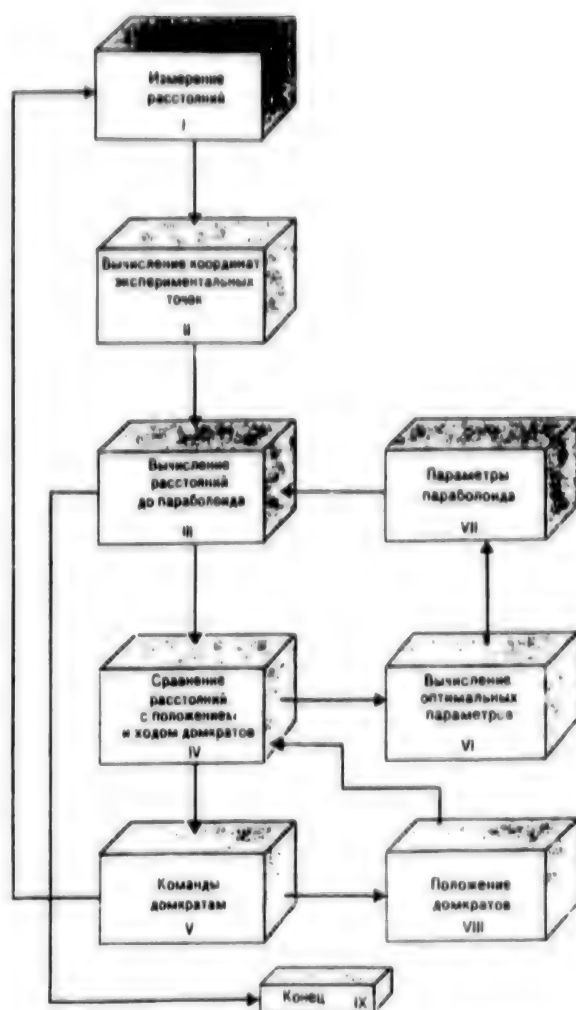 Измерение
расстояний
I
Вычисление координат
экспериментальных
точек
II
Вычисление
расстояний
до параболоида
III
Параметры
параболоида
VII
Сравнение
расстояний
с положением
и ходом домкратов
IV
Вычисление
оптимальных
параметров
VI
Команды
домкратам
V
Положение
домкратов
VIII
Конец IX